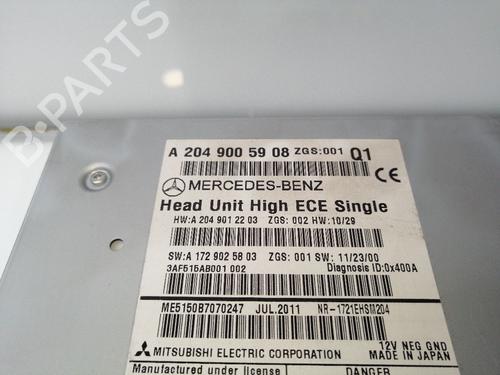 B-PARTS
A 204 900 59 08 ZGS:001 Q1
MERCEDES-BENZ
CE
Head Unit High ECE Single
HW:A 204 901 22 03 ZGS: 002 HW:10/29
SW:A 172 902 58 03 ZGS: 001 SW: 11/23/00
3AF515AB001 002 Diagnosis ID:0x400A
ME5150B7070247 JUL.2011 NR-1721EHSM204
12V NEG GND
MITSUBISHI ELECTRIC CORPORATION MADE IN JAPAN
Manufactured under license DANGER